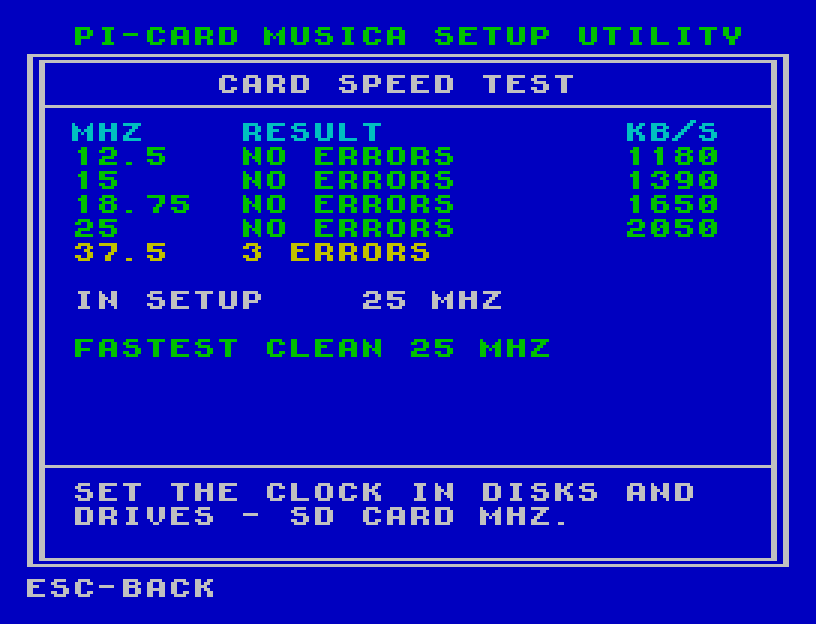 PI-CARD MUSICA SETUP UTILITY
CARD SPEED TEST
MHZ RESULT KB/S
12.5 NO ERRORS 1180
15 NO ERRORS 1390
18.75 NO ERRORS 1650
25 NO ERRORS 2050
37.5 3 ERRORS
IN SETUP 25 MHZ
FASTEST CLEAN 25 MHZ
SET THE CLOCK IN DISKS AND
DRIVES - SD CARD MHZ.
ESC-BACK